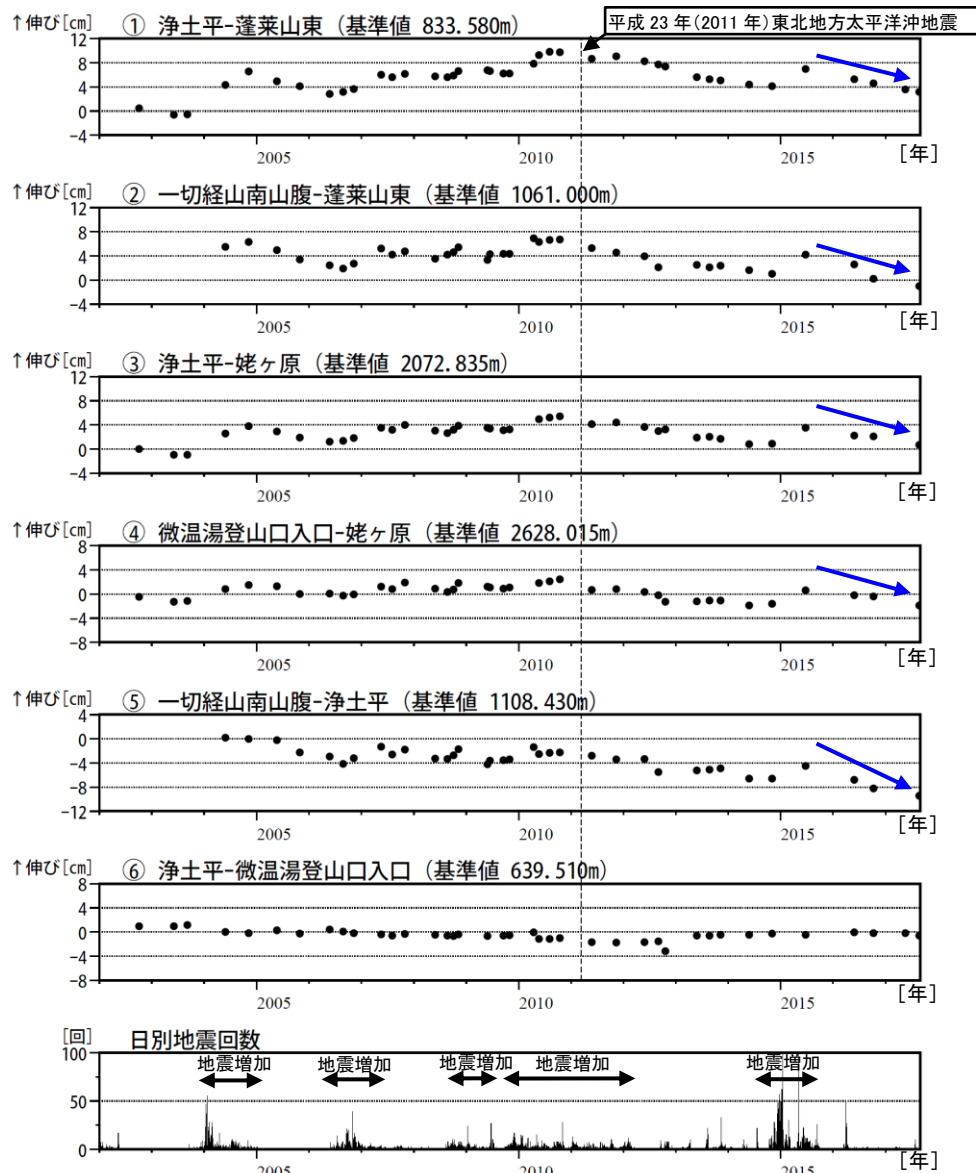 ↑伸び[cm] ① 浄土平-蓬莱山東 (基準値 833.580m)
平成 23 年(2011 年)東北地方太平洋沖地震
12
8
4
0
-4
2005 2010 2015 [年]
↑伸び[cm] ② 一切経山南山腹-蓬莱山東 (基準値 1061.000m)
12
8
4
0
-4
2005 2010 2015 [年]
↑伸び[cm] ③ 浄土平-姥ヶ原 (基準値 2072.835m)
12
8
4
0
-4
2005 2010 2015 [年]
↑伸び[cm] ④ 微温湯登山口入口-姥ヶ原 (基準値 2628.015m)
8
4
0
-4
-8
2005 2010 2015 [年]
↑伸び[cm] ⑤ 一切経山南山腹-浄土平 (基準値 1108.430m)
4
0
-4
-8
-12
2005 2010 2015 [年]
↑伸び[cm] ⑥ 浄土平-微温湯登山口入口 (基準値 639.510m)
8
4
0
-4
-8
2005 2010 2015 [年]
[回] 日別地震回数
100
地震増加 地震増加 地震増加 地震増加 地震増加
50
0
2005 2010 2015 [年]